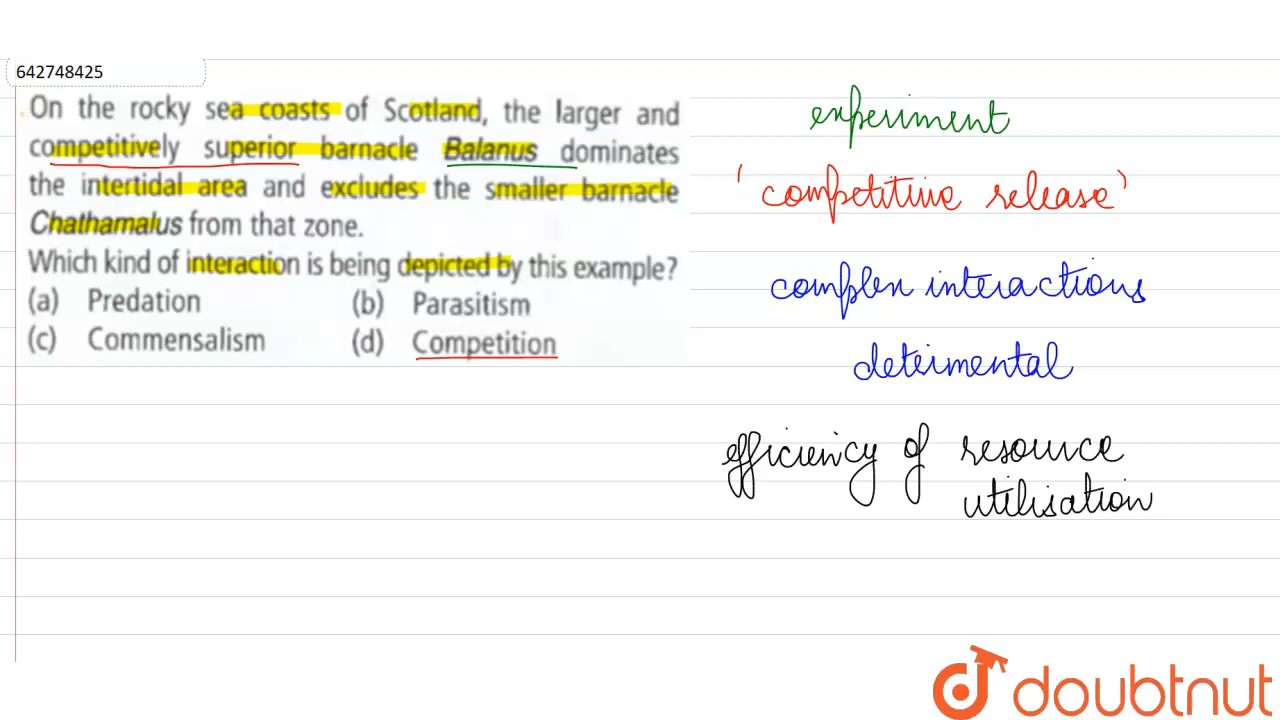 642748425
On the rocky sea coasts of Scotland, the larger and
competitively superior barnacle Balanus dominates
the intertidal area and excludes the smaller barnacle
Chathamalus from that zone.
Which kind of interaction is being depicted by this example?
(a) Predation (b) Parasitism
(c) Commensalism (d) Competition
experiment
'competitive release'
complex interactions
deteimental
efficiency of resource
utilisation
doubtnut